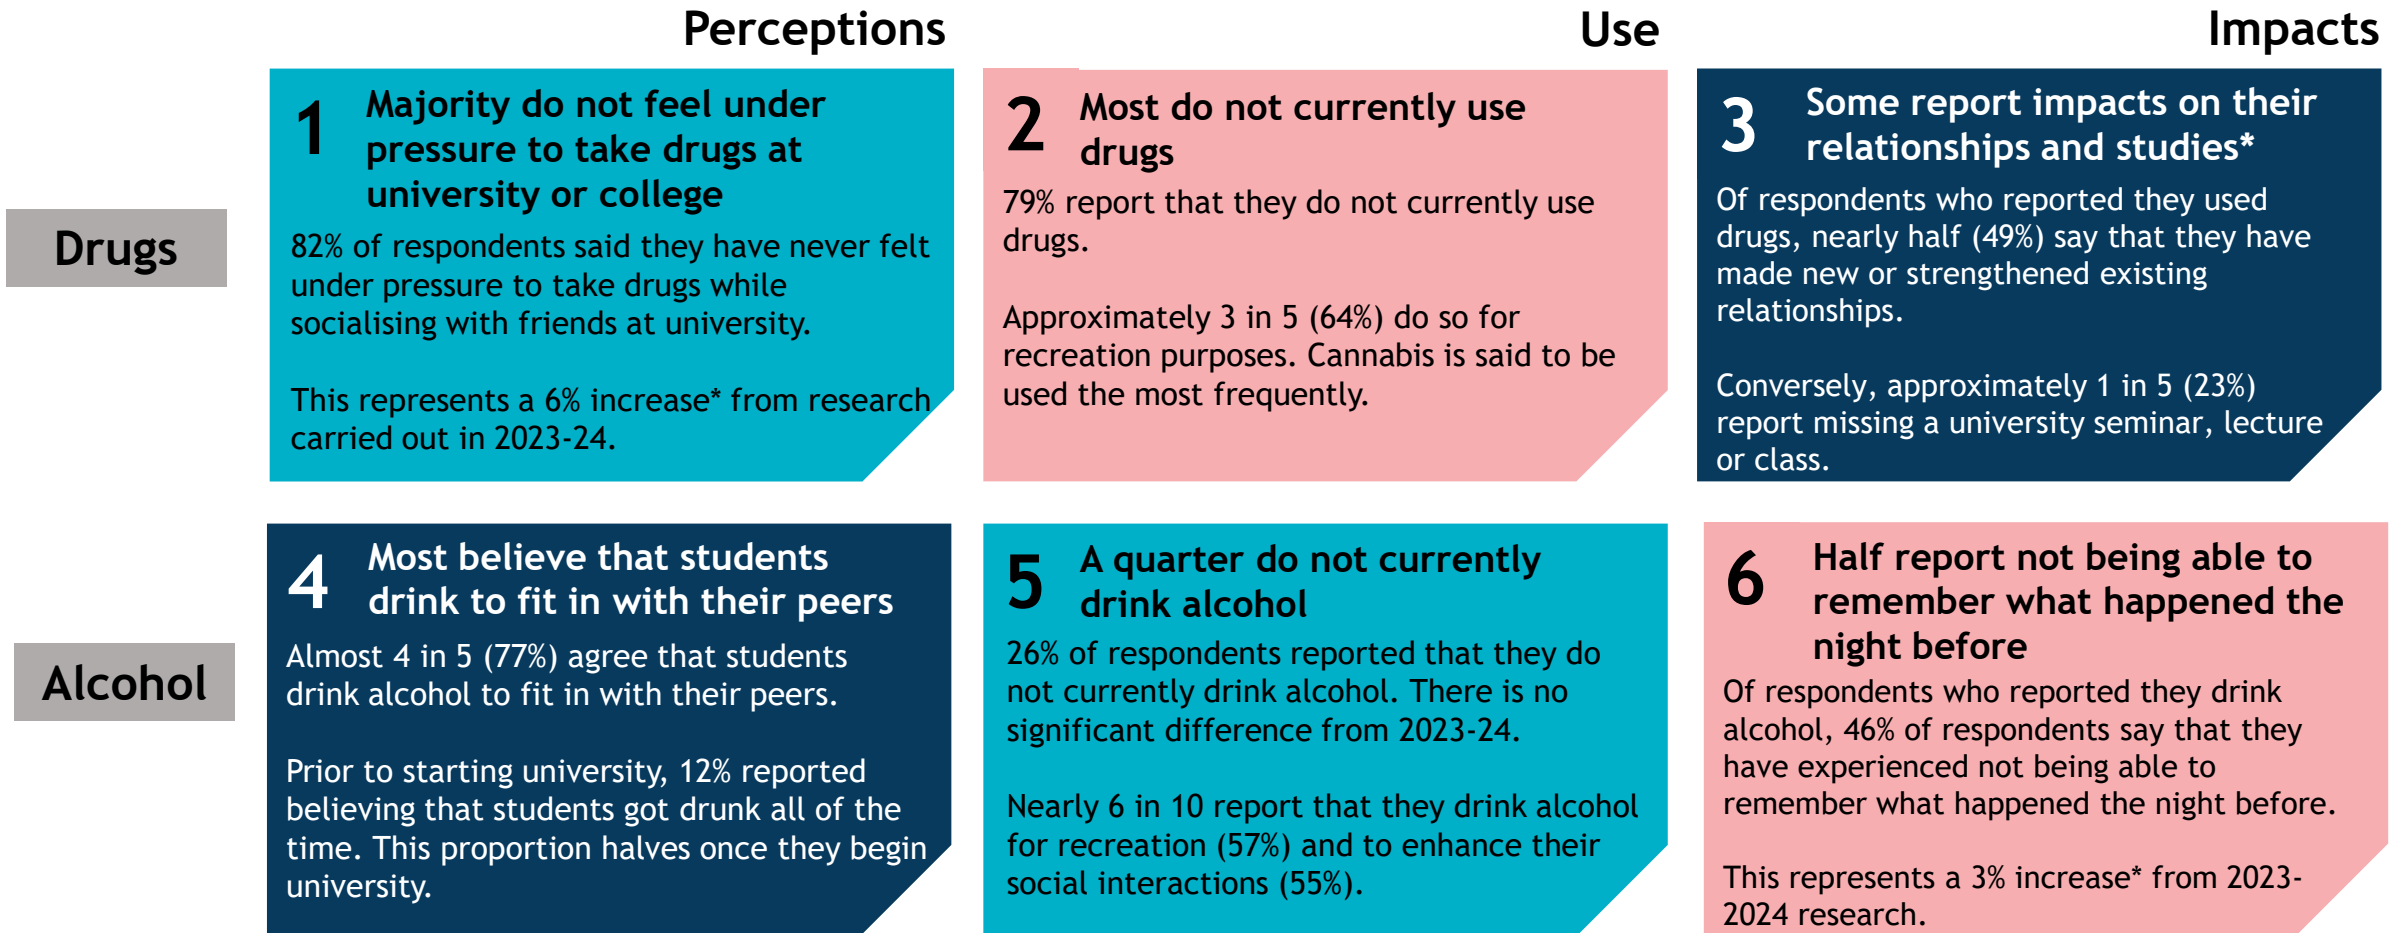 Perceptions
Use
Impacts
Drugs
1
Majority do not feel under
pressure to take drugs at
university or college
82% of respondents said they have never felt
under pressure to take drugs while
socialising with friends at university.
This represents a 6% increase* from research
carried out in 2023-24.
2
Most do not currently use
drugs
79% report that they do not currently use
drugs.
Approximately 3 in 5 (64%) do so for
recreation purposes. Cannabis is said to be
used the most frequently.
3
Some report impacts on their
relationships and studies*
Of respondents who reported they used
drugs, nearly half (49%) say that they have
made new or strengthened existing
relationships.
Conversely, approximately 1 in 5 (23%)
report missing a university seminar, lecture
or class.
Alcohol
4
Most believe that students
drink to fit in with their peers
Almost 4 in 5 (77%) agree that students
drink alcohol to fit in with their peers.
Prior to starting university, 12% reported
believing that students got drunk all of the
time. This proportion halves once they begin
university.
5
A quarter do not currently
drink alcohol
26% of respondents reported that they do
not currently drink alcohol. There is no
significant difference from 2023-24.
Nearly 6 in 10 report that they drink alcohol
for recreation (57%) and to enhance their
social interactions (55%).
6
Half report not being able to
remember what happened the
night before
Of respondents who reported they drink
alcohol, 46% of respondents say that they
have experienced not being able to
remember what happened the night before.
This represents a 3% increase* from 2023-
2024 research.